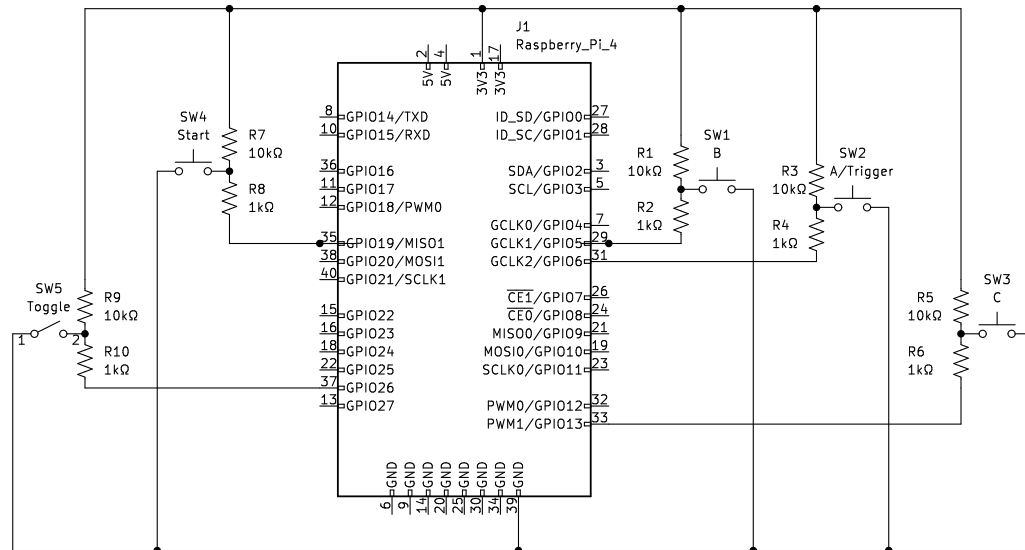 J1
Raspberry_Pi_4
2
4
1
17
5V
5V
3V3
3V3
8
GPIO14/TXD
10
GPIO15/RXD
36
GPIO16
11
GPIO17
12
GPIO18/PWM0
35
GPIO19/MISO1
38
GPIO20/MOSI1
40
GPIO21/SCLK1
15
GPIO22
16
GPIO23
18
GPIO24
22
GPIO25
37
GPIO26
13
GPIO27
ID_SD/GPIO0
27
ID_SC/GPIO1
28
SDA/GPIO2
3
SCL/GPIO3
5
GCLK0/GPIO4
7
GCLK1/GPIO5
29
GCLK2/GPIO6
31
CE1/GPIO7
26
CE0/GPIO8
24
MISO0/GPIO9
21
MOSI0/GPIO10
19
SCLK0/GPIO11
23
PWM0/GPIO12
32
PWM1/GPIO13
33
GND
GND
GND
GND
GND
GND
GND
GND
6
9
14
20
25
30
34
39
SW4
Start
R7
10kΩ
R8
1kΩ
SW5
Toggle
1
2
R9
10kΩ
R10
1kΩ
R1
10kΩ
R2
1kΩ
SW1
B
R3
10kΩ
R4
1kΩ
SW2
A/Trigger
R5
10kΩ
R6
1kΩ
SW3
C